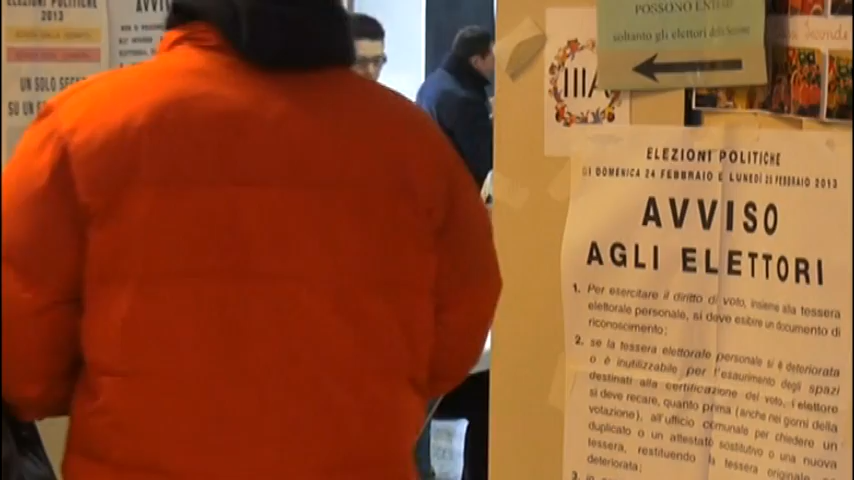 ELEZIONI POLITICHE
2013
AVVISO
UN SOLO
POSSONO
soltanto gli elettori delle
IIIA
ELEZIONI POLITICHE
DI DOMENICA 24 FEBBRAIO E LUNEDÌ 25 FEBBRAIO 2013
AVVISO
AGLI ELETTORI
1. Per esercitare il diritto di voto, insieme alla tessera
elettorale personale, si deve esibire un documento di
riconoscimento;
2. se la tessera elettorale personale si è deteriorata
o è inutilizzabile, per l'esaurimento degli spazi
destinati alla certificazione del voto, l'elettore
si deve recare, quanto prima (anche nei giorni della
votazione), all'ufficio comunale per chiedere un
duplicato o un attestato sostitutivo o una nuova
tessera, restituendo la tessera originale
deteriorata;
3.